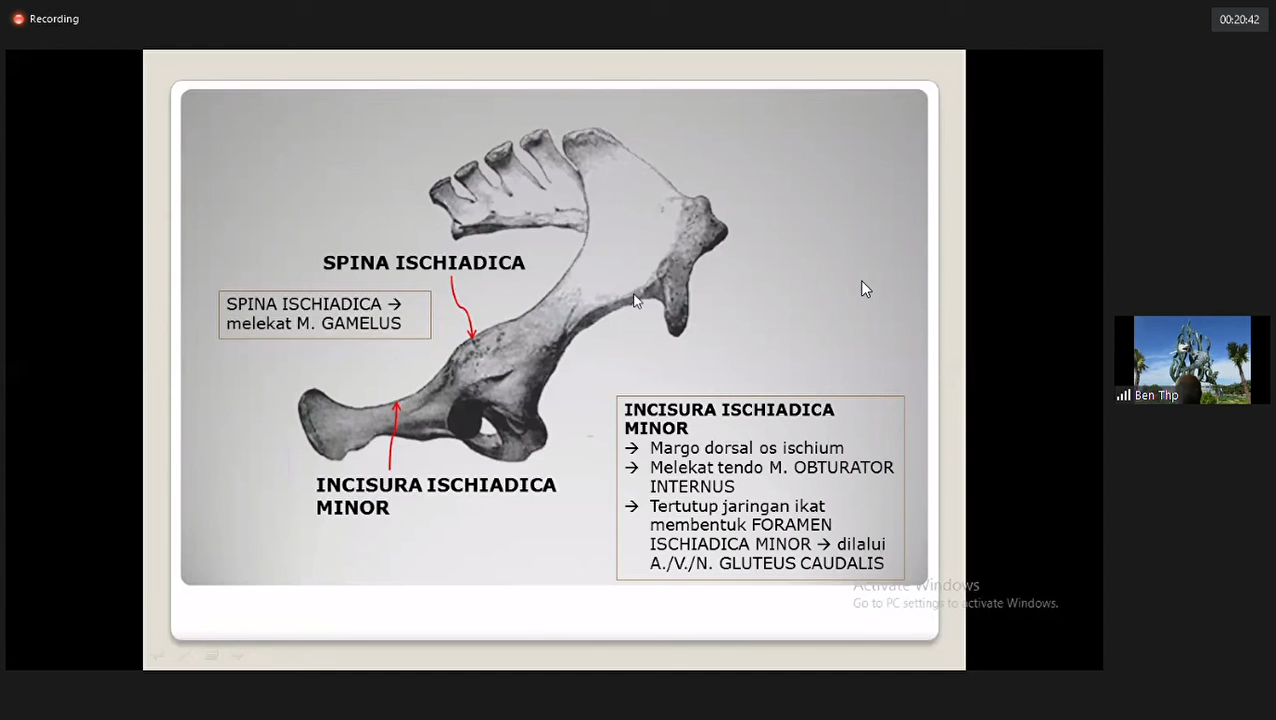 Recording
00:20:42
SPINA ISCHIADICA
SPINA ISCHIADICA →
melekat M. GAMELUS
INCISURA ISCHIADICA
MINOR
INCISURA ISCHIADICA
MINOR
→ Margo dorsal os ischium
→ Melekat tendo M. OBTURATOR
INTERNUS
→ Tertutup jaringan ikat
membentuk FORAMEN
ISCHIADICA MINOR → dilalui
A./V./N. GLUTEUS CAUDALIS
Activate Windows
Go to PC settings to activate Windows.
Ben Thp